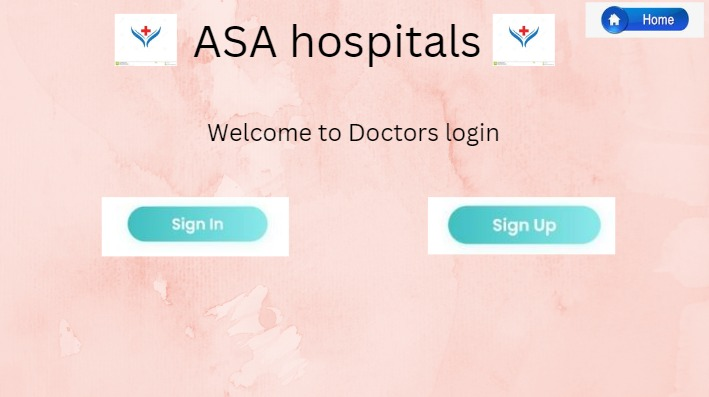 ASA hospitals
Home
Welcome to Doctors login
Sign In
Sign Up